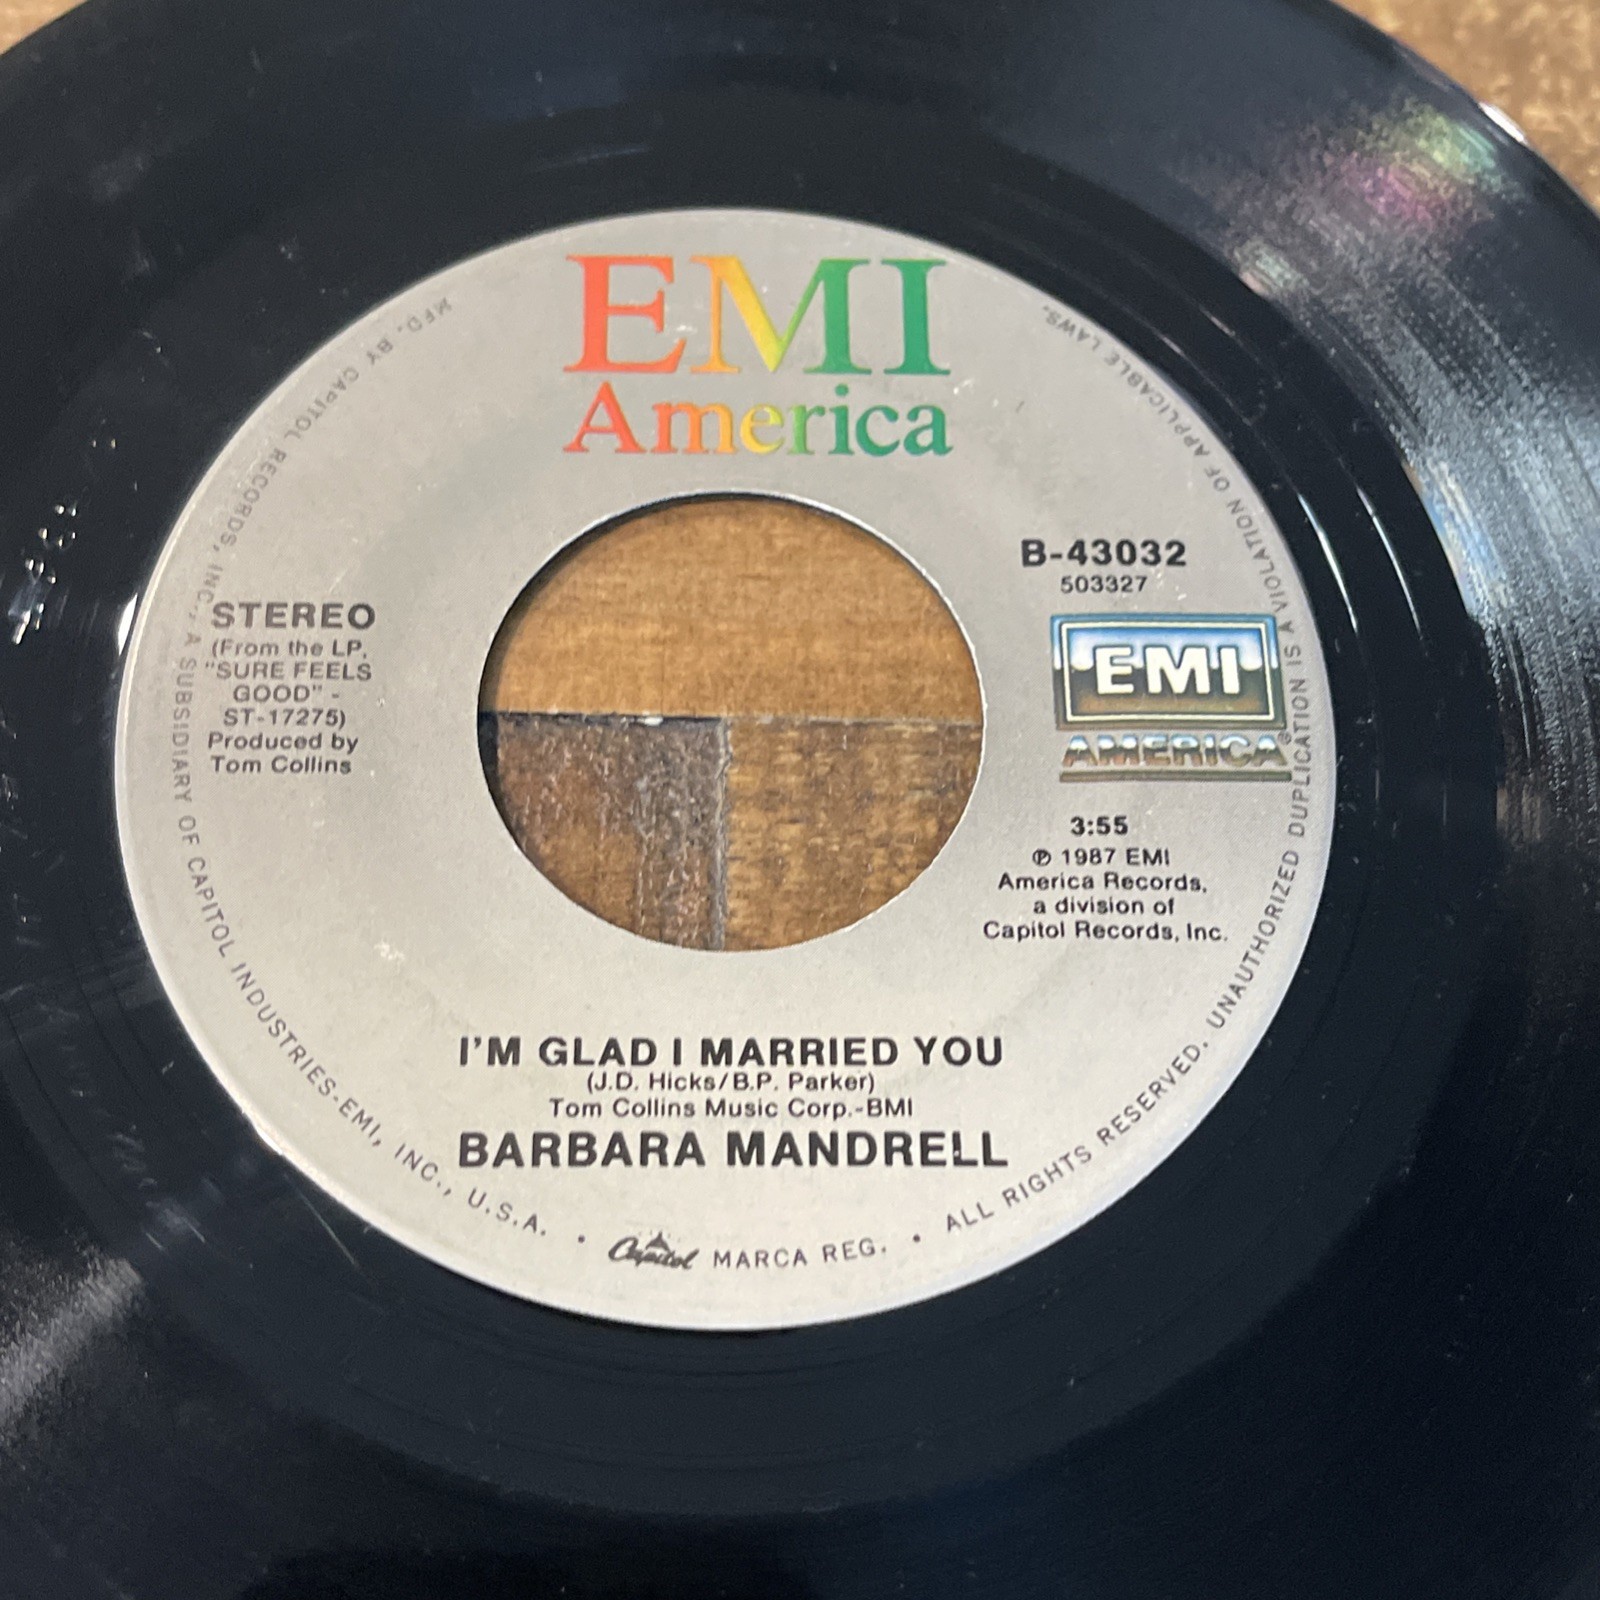 EMI
America
B-43032
503327
EMI
AMERICA®
STEREO
(From the LP.
"SURE FEELS
GOOD" -
ST-17275)
Produced by
Tom Collins
3:55
℗ 1987 EMI
America Records,
a division of
Capitol Records, Inc.
I'M GLAD I MARRIED YOU
(J.D. Hicks/B.P. Parker)
Tom Collins Music Corp.-BMI
BARBARA MANDRELL
MFD. BY CAPITOL RECORDS, INC., A SUBSIDIARY OF CAPITOL INDUSTRIES-EMI, INC., U.S.A. • Capitol MARCA REG. • ALL RIGHTS RESERVED. UNAUTHORIZED DUPLICATION IS A VIOLATION OF APPLICABLE LAWS.